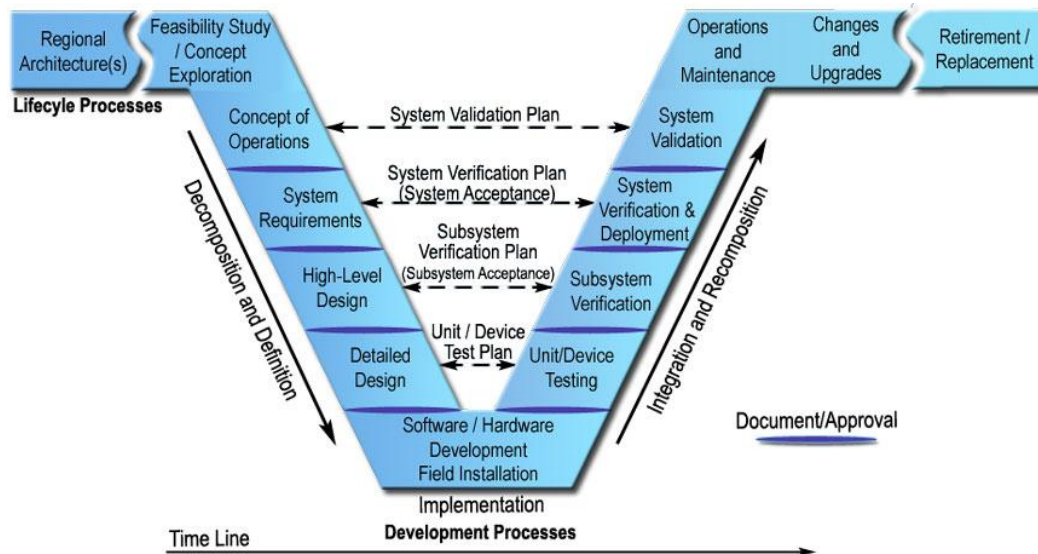 Regional
Architecture(s)
Feasibility Study
/ Concept
Exploration
Operations
and
Maintenance
Changes
and
Upgrades
Retirement /
Replacement
Lifecyle Processes
Concept of
Operations
System Validation Plan
System
Validation
Decomposition and Definition
System
Requirements
System Verification Plan
(System Acceptance)
System
Verification &
Deployment
Integration and Recomposition
High-Level
Design
Subsystem
Verification Plan
(Subsystem Acceptance)
Subsystem
Verification
Detailed
Design
Unit / Device
Test Plan
Unit/Device
Testing
Software / Hardware
Development
Field Installation
Document/Approval
Implementation
Development Processes
Time Line